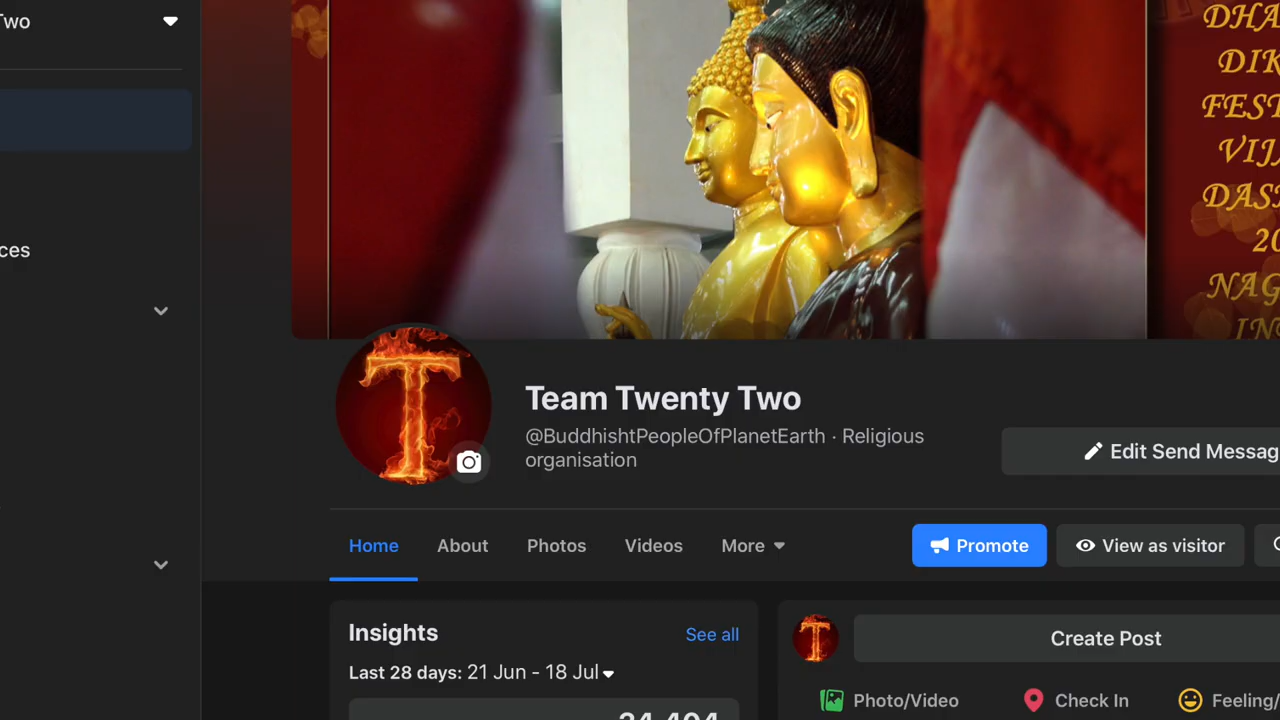 Two
ces
DHA
DIK
FEST
DAS
20
NAG
IN
Team Twenty Two
@BuddhishtPeopleOfPlanetEarth · Religious
organisation
Edit Send Messag
Home
About
Photos
Videos
More
Promote
View as visitor
Insights
See all
Last 28 days: 21 Jun - 18 Jul
Create Post
Photo/Video
Check In
Feeling/